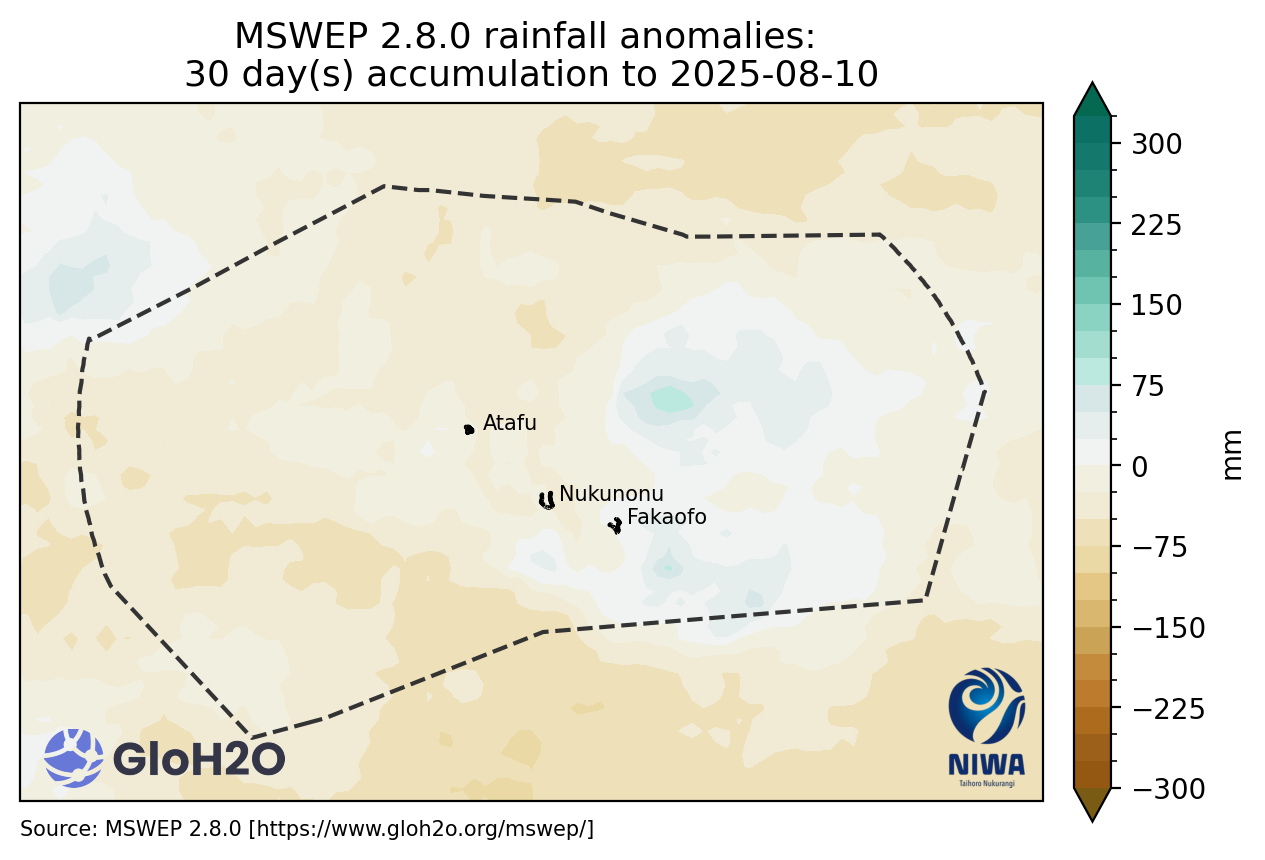 MSWEP 2.8.0 rainfall anomalies:
30 day(s) accumulation to 2025-08-10
300
225
150
75
0
−75
−150
−225
−300
mm
Atafu
Nukunonu
Fakaofo
GloH2O
NIWA
Taihoro Nukurangi
Source: MSWEP 2.8.0 [https://www.gloh2o.org/mswep/]